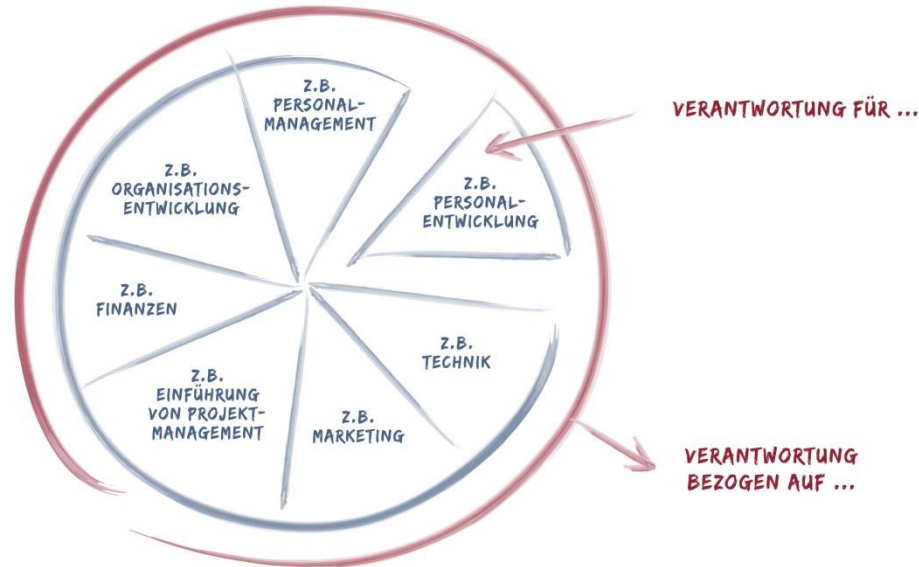 Z.B.
PERSONAL-
MANAGEMENT
VERANTWORTUNG FÜR ...
Z.B.
ORGANISATIONS-
ENTWICKLUNG
Z.B.
PERSONAL-
ENTWICKLUNG
Z.B.
FINANZEN
Z.B.
TECHNIK
Z.B.
EINFÜHRUNG
VON PROJEKT-
MANAGEMENT
Z.B.
MARKETING
VERANTWORTUNG
BEZOGEN AUF ...